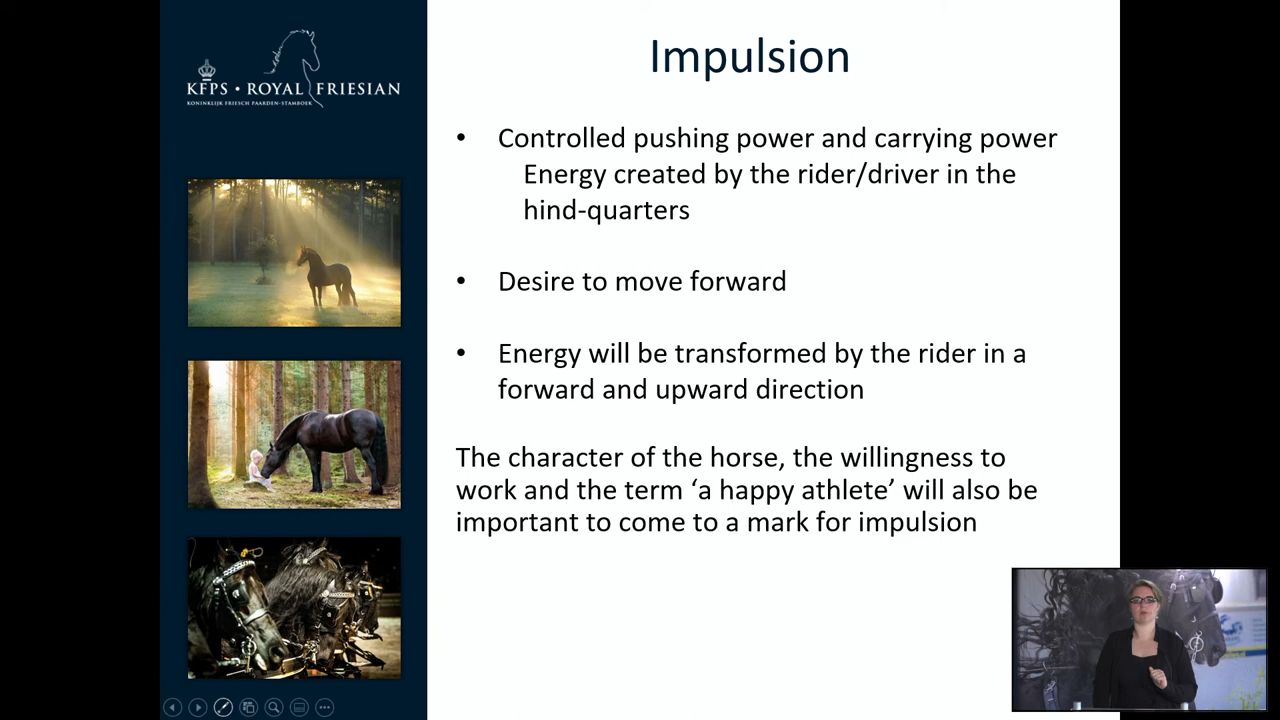 Impulsion
KFPS • ROYAL FRIESIAN
KONINKLIJK FRIESCH PAARDEN-STAMBOEK
• Controlled pushing power and carrying power
Energy created by the rider/driver in the
hind-quarters
• Desire to move forward
• Energy will be transformed by the rider in a
forward and upward direction
The character of the horse, the willingness to
work and the term ‘a happy athlete’ will also be
important to come to a mark for impulsion